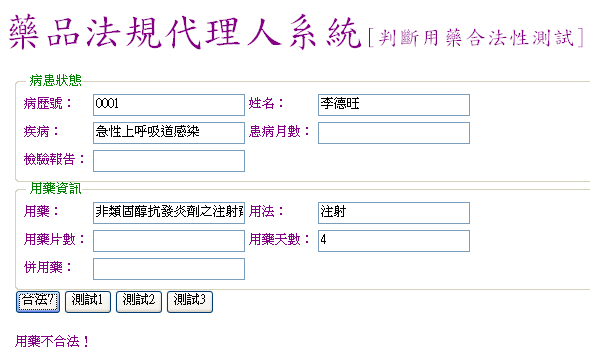 藥品法規代理人系統[判斷用藥合法性測試]
病患狀態
病歷號： 0001 姓名： 李德旺
疾病： 急性上呼吸道感染 患病月數：
檢驗報告：
用藥資訊
用藥： 非類固醇抗發炎劑之注射 用法： 注射
用藥片數： 用藥天數： 4
併用藥：
合法? 測試1 測試2 測試3
用藥不合法！